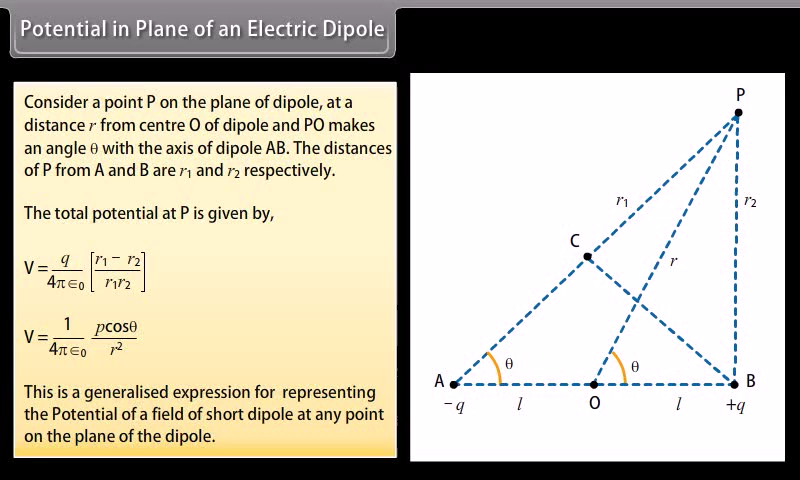 Potential in Plane of an Electric Dipole
Consider a point P on the plane of dipole, at a
distance r from centre O of dipole and PO makes
an angle θ with the axis of dipole AB. The distances
of P from A and B are r₁ and r₂ respectively.
The total potential at P is given by,
V = q/4π∈₀ [r₁ − r₂/r₁r₂]
V = 1/4π∈₀ pcosθ/r²
This is a generalised expression for representing
the Potential of a field of short dipole at any point
on the plane of the dipole.
P
r₁
r₂
C
r
θ
θ
A
B
−q
l
O
l
+q